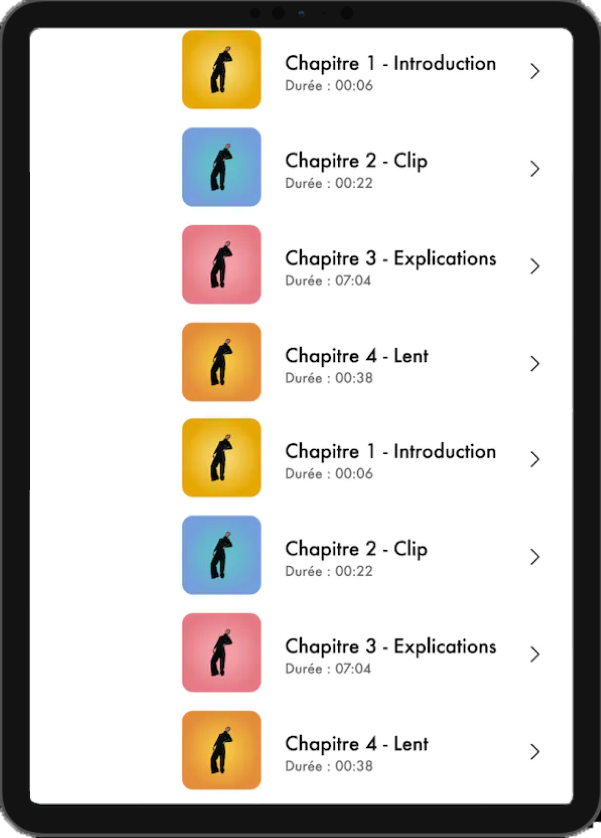 Chapitre 1 - Introduction
Durée : 00:06
Chapitre 2 - Clip
Durée : 00:22
Chapitre 3 - Explications
Durée : 07:04
Chapitre 4 - Lent
Durée : 00:38
Chapitre 1 - Introduction
Durée : 00:06
Chapitre 2 - Clip
Durée : 00:22
Chapitre 3 - Explications
Durée : 07:04
Chapitre 4 - Lent
Durée : 00:38